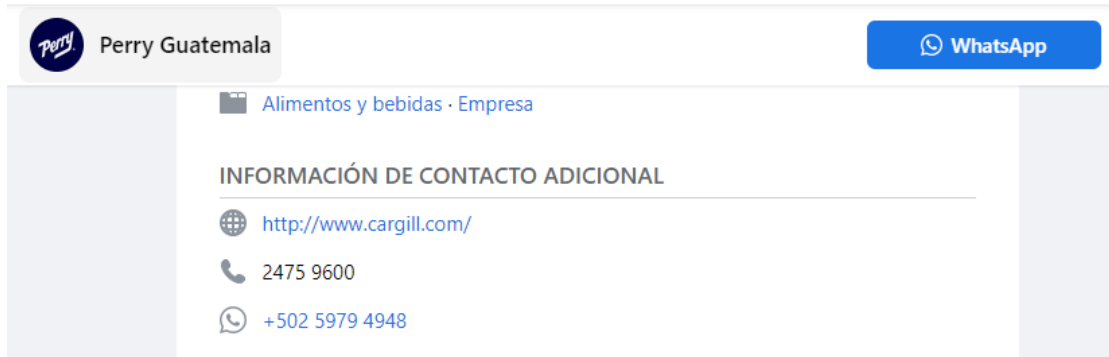 Perry. Perry Guatemala WhatsApp
Alimentos y bebidas · Empresa
INFORMACIÓN DE CONTACTO ADICIONAL
http://www.cargill.com/
2475 9600
+502 5979 4948